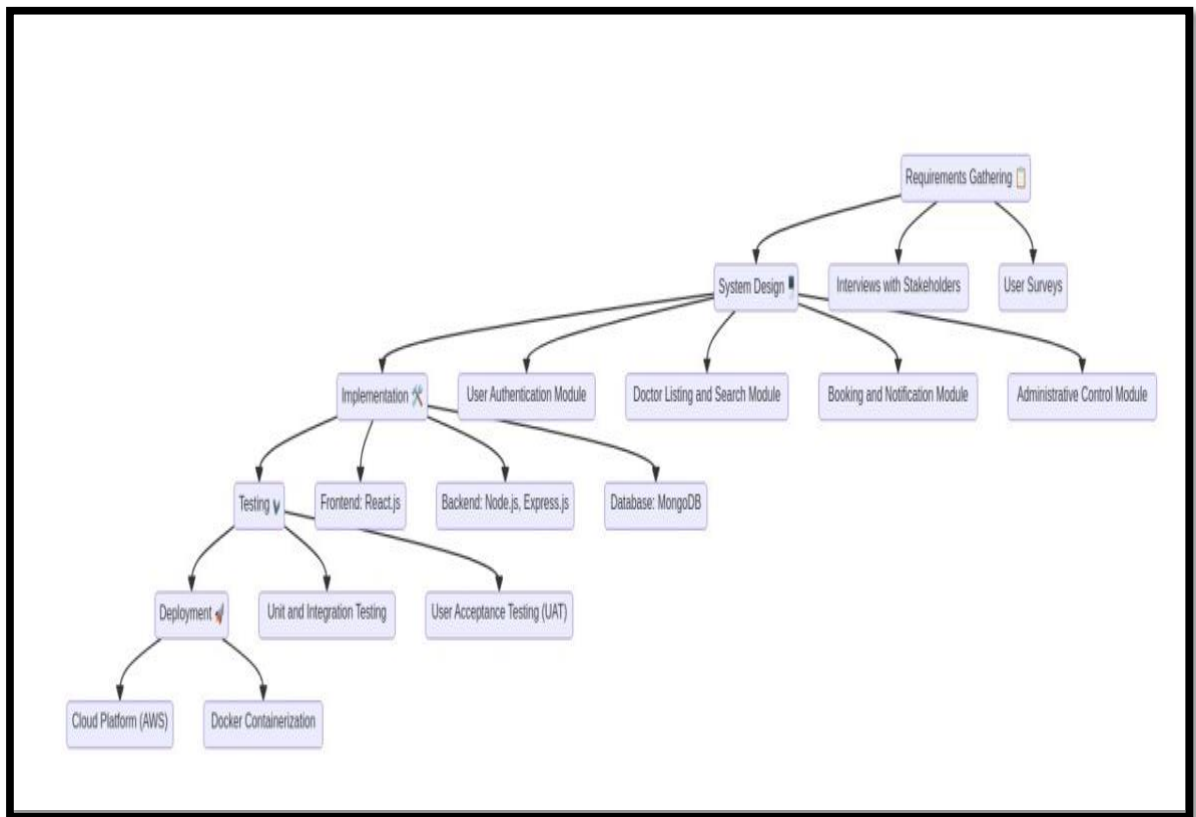 Requirements Gathering 📋
System Design 🖥
Interviews with Stakeholders
User Surveys
Implementation 🛠
User Authentication Module
Doctor Listing and Search Module
Booking and Notification Module
Administrative Control Module
Testing
Frontend: React.js
Backend: Node.js, Express.js
Database: MongoDB
Deployment 🚀
Unit and Integration Testing
User Acceptance Testing (UAT)
Cloud Platform (AWS)
Docker Containerization